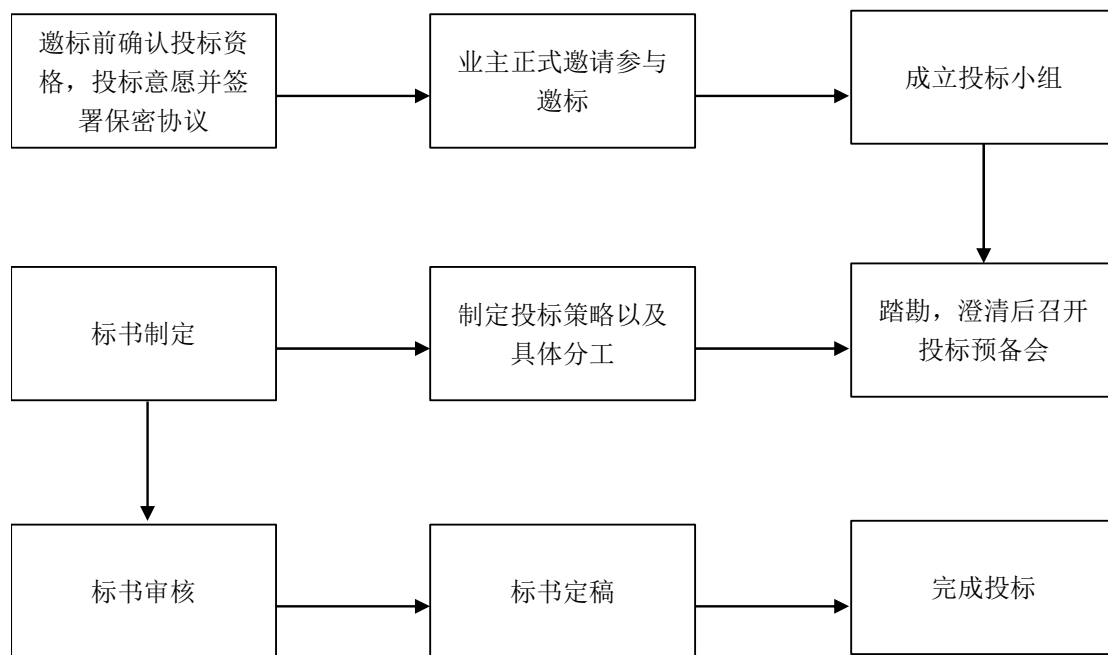 邀标前确认投标资
格，投标意愿并签
署保密协议
业主正式邀请参与
邀标
成立投标小组
标书制定
制定投标策略以及
具体分工
踏勘，澄清后召开
投标预备会
标书审核
标书定稿
完成投标